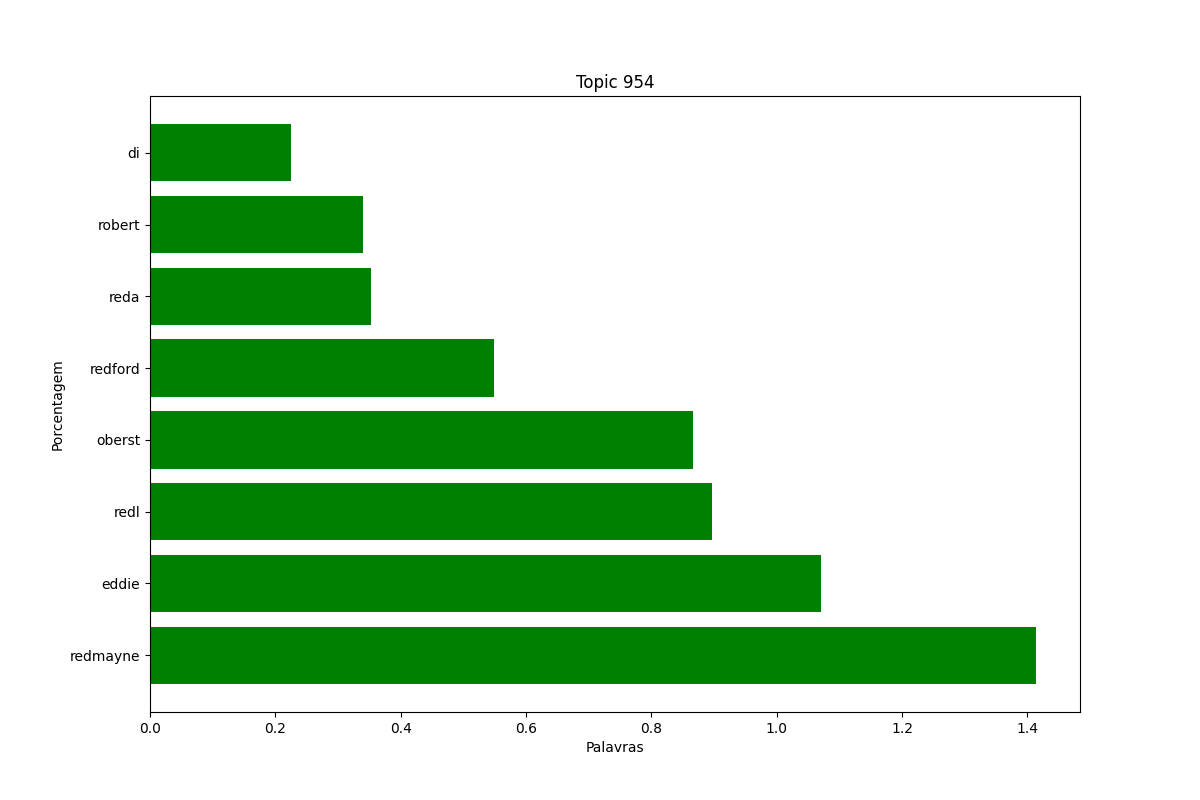 Topic 954
di
robert
reda
redford
oberst
redl
eddie
redmayne
Porcentagem
0.0 0.2 0.4 0.6 0.8 1.0 1.2 1.4
Palavras